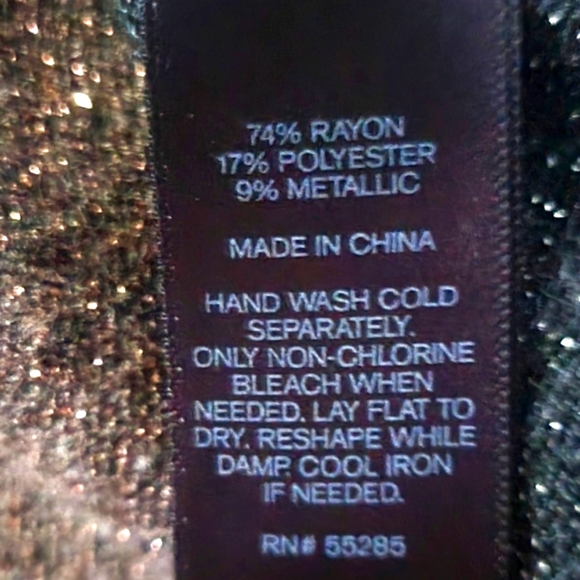 74% RAYON
17% POLYESTER
9% METALLIC
MADE IN CHINA
HAND WASH COLD
SEPARATELY.
ONLY NON-CHLORINE
BLEACH WHEN
NEEDED. LAY FLAT TO
DRY. RESHAPE WHILE
DAMP. COOL IRON
IF NEEDED.
RN# 55285